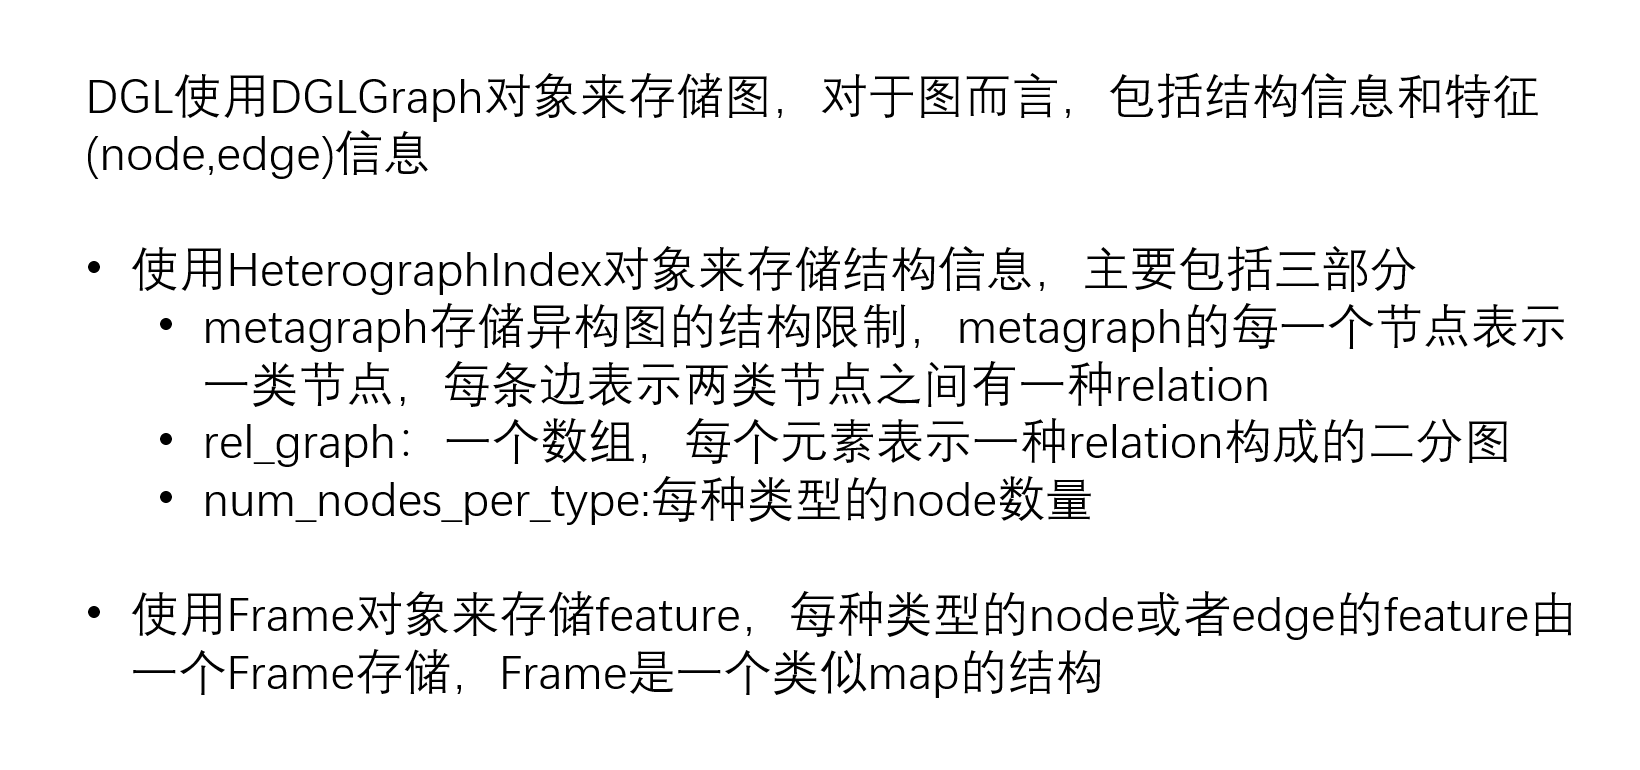 DGL使用DGLGraph对象来存储图，对于图而言，包括结构信息和特征
(node,edge)信息
• 使用HeterographIndex对象来存储结构信息，主要包括三部分
• metagraph存储异构图的结构限制，metagraph的每一个节点表示
一类节点，每条边表示两类节点之间有一种relation
• rel_graph：一个数组，每个元素表示一种relation构成的二分图
• num_nodes_per_type:每种类型的node数量
• 使用Frame对象来存储feature，每种类型的node或者edge的feature由
一个Frame存储，Frame是一个类似map的结构